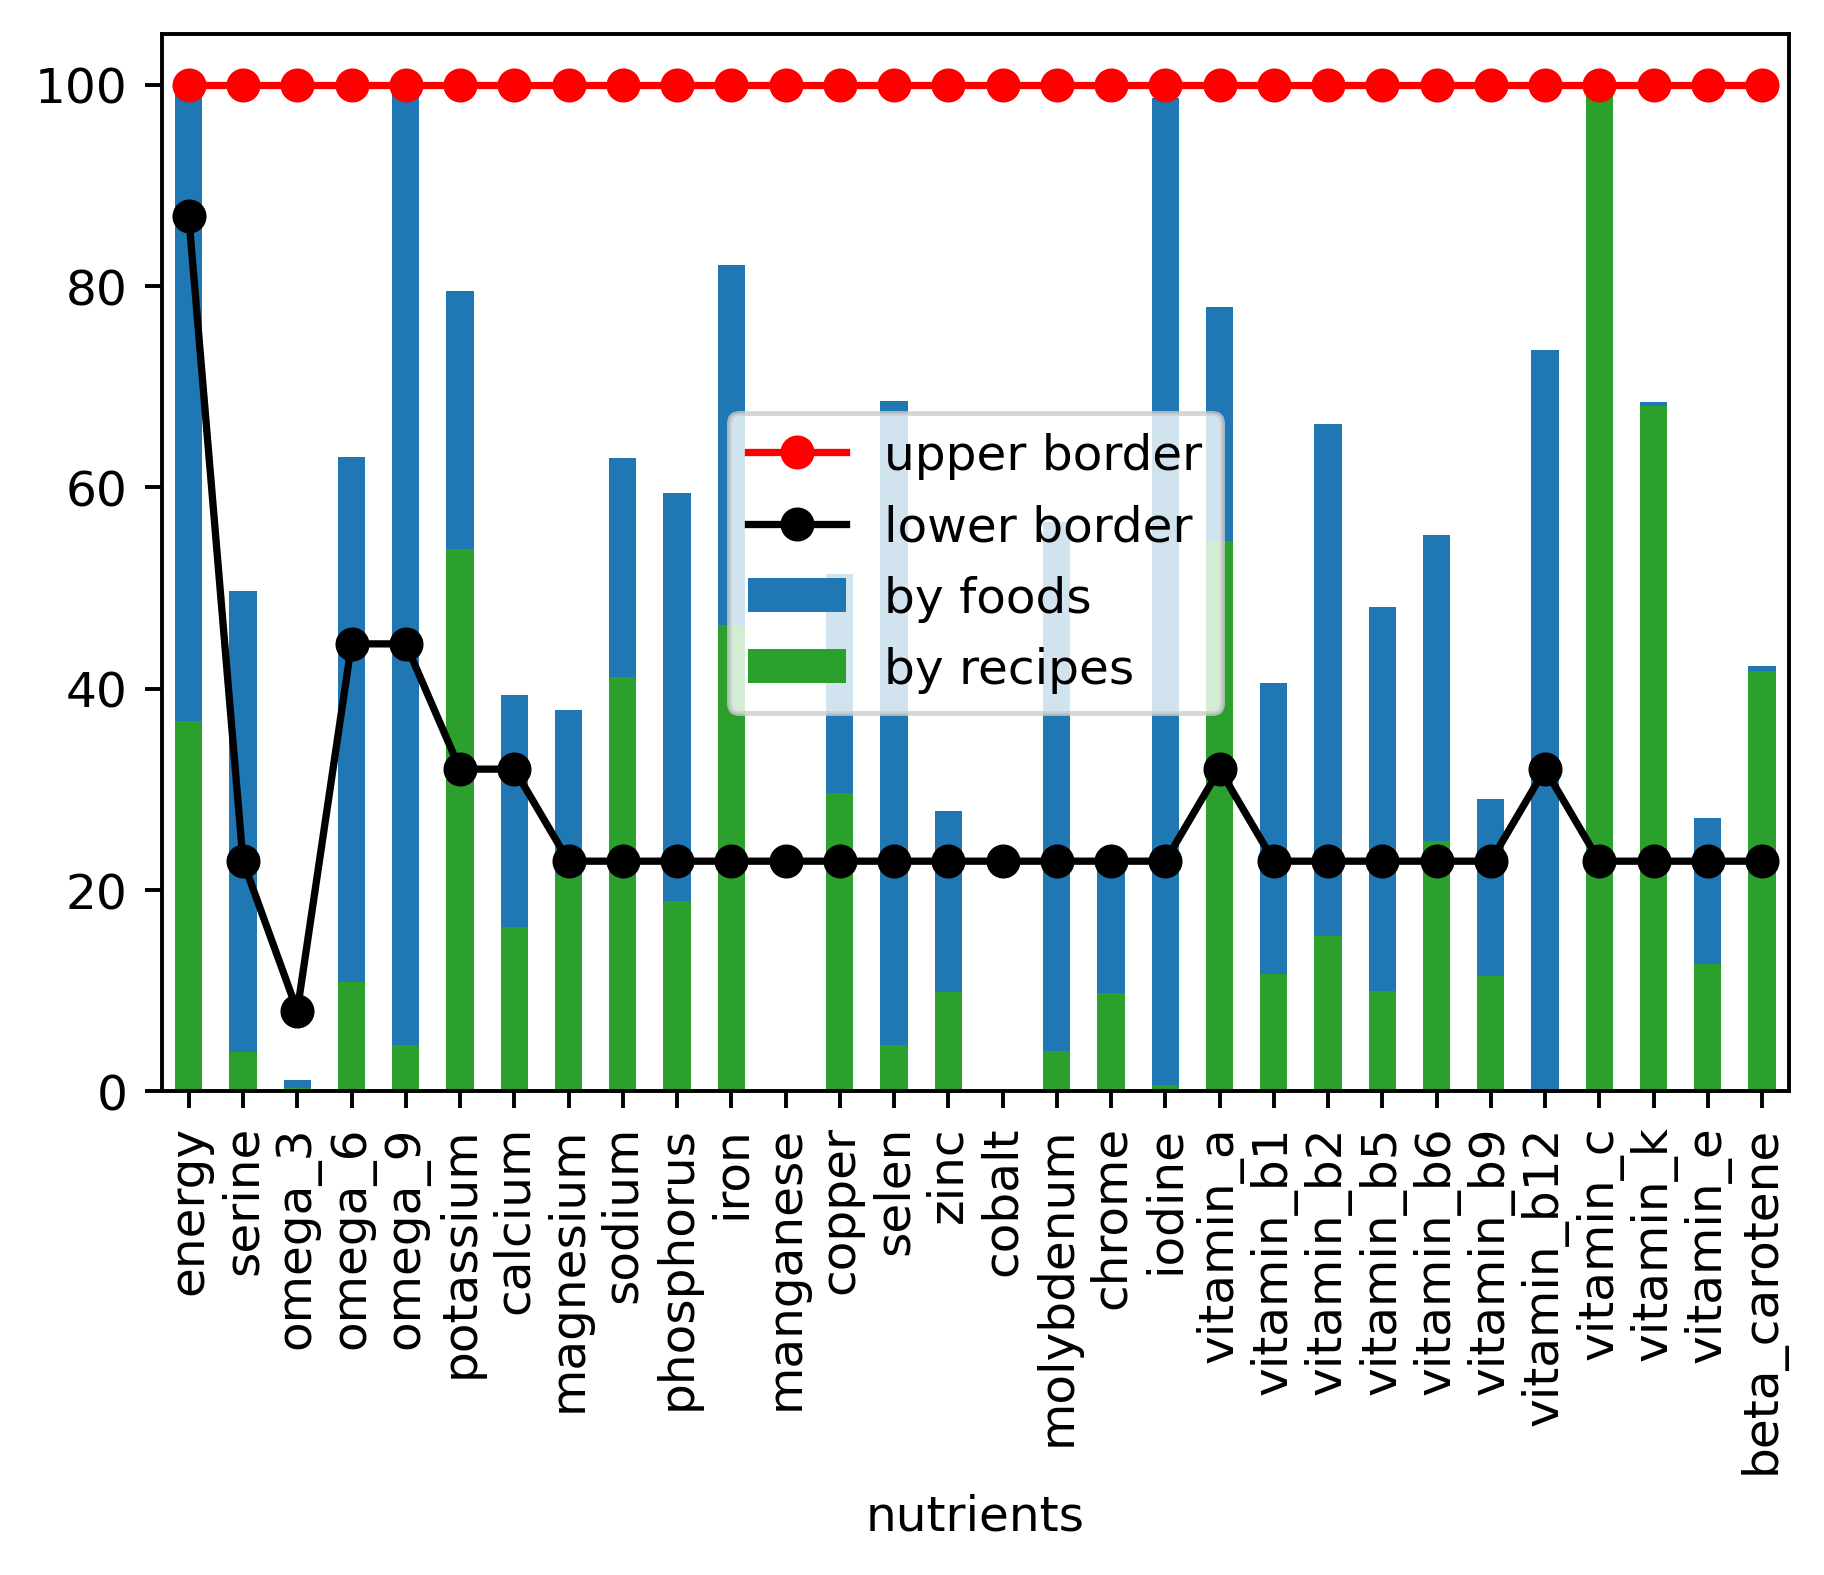 100
80
60
40
20
0
upper border
lower border
by foods
by recipes
energy
serine
omega_3
omega_6
omega_9
potassium
calcium
magnesium
sodium
phosphorus
iron
manganese
copper
selen
zinc
cobalt
molybdenum
chrome
iodine
vitamin_a
vitamin_b1
vitamin_b2
vitamin_b5
vitamin_b6
vitamin_b9
vitamin_b12
vitamin_c
vitamin_k
vitamin_e
beta_carotene
nutrients